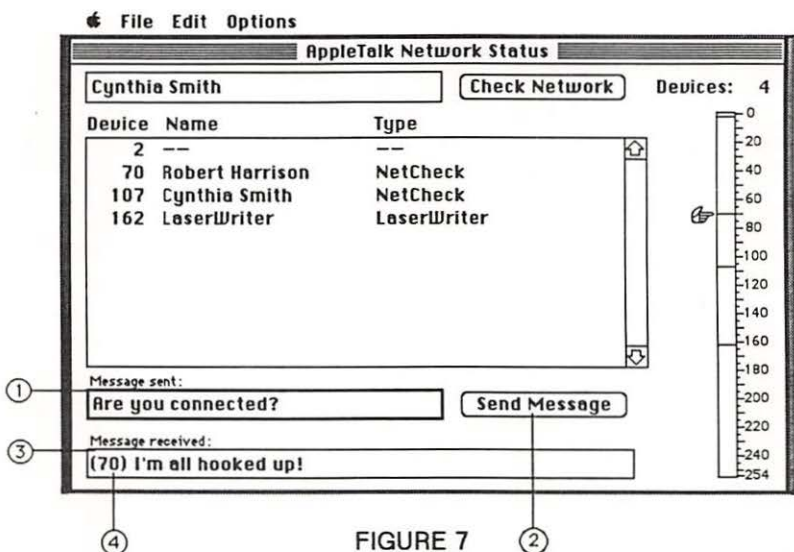 File Edit Options
AppleTalk Network Status
Cynthia Smith
Check Network
Devices: 4
Device Name Type
2 -- --
70 Robert Harrison NetCheck
107 Cynthia Smith NetCheck
162 LaserWriter LaserWriter
0
20
40
60
80
100
120
140
160
180
200
220
240
254
Message sent:
1
Are you connected?
Send Message
Message received:
3
(70) I'm all hooked up!
4
FIGURE 7
2